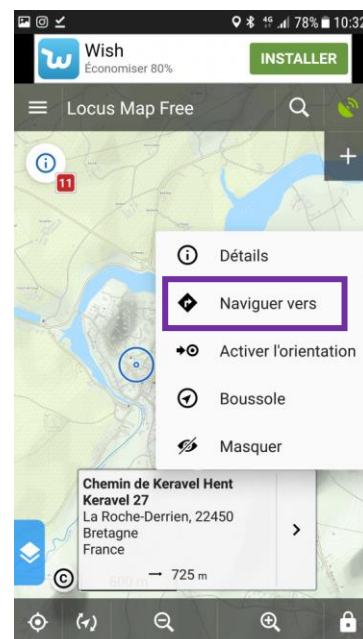 78% 10:32
Wish
Économiser 80%
INSTALLER
Locus Map Free
11
Détails
Naviguer vers
Activer l'orientation
Boussole
Masquer
Chemin de Keravel Hent
Keravel 27
La Roche-Derrien, 22450
Bretagne
France
725 m
600 m